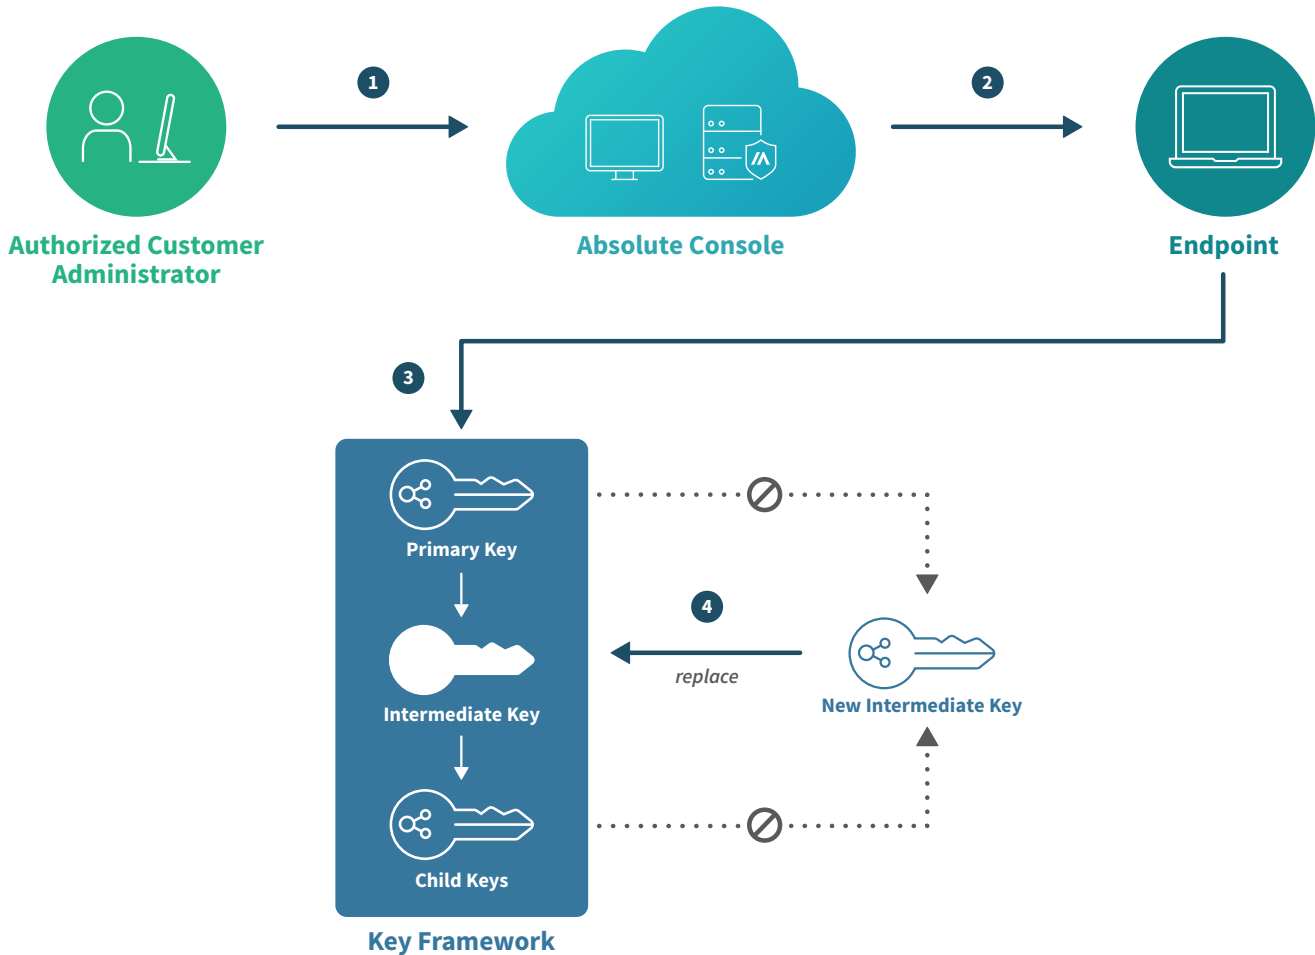 1
2
Authorized Customer
Administrator
Absolute Console
Endpoint
3
Primary Key
4
replace
Intermediate Key
New Intermediate Key
Child Keys
Key Framework